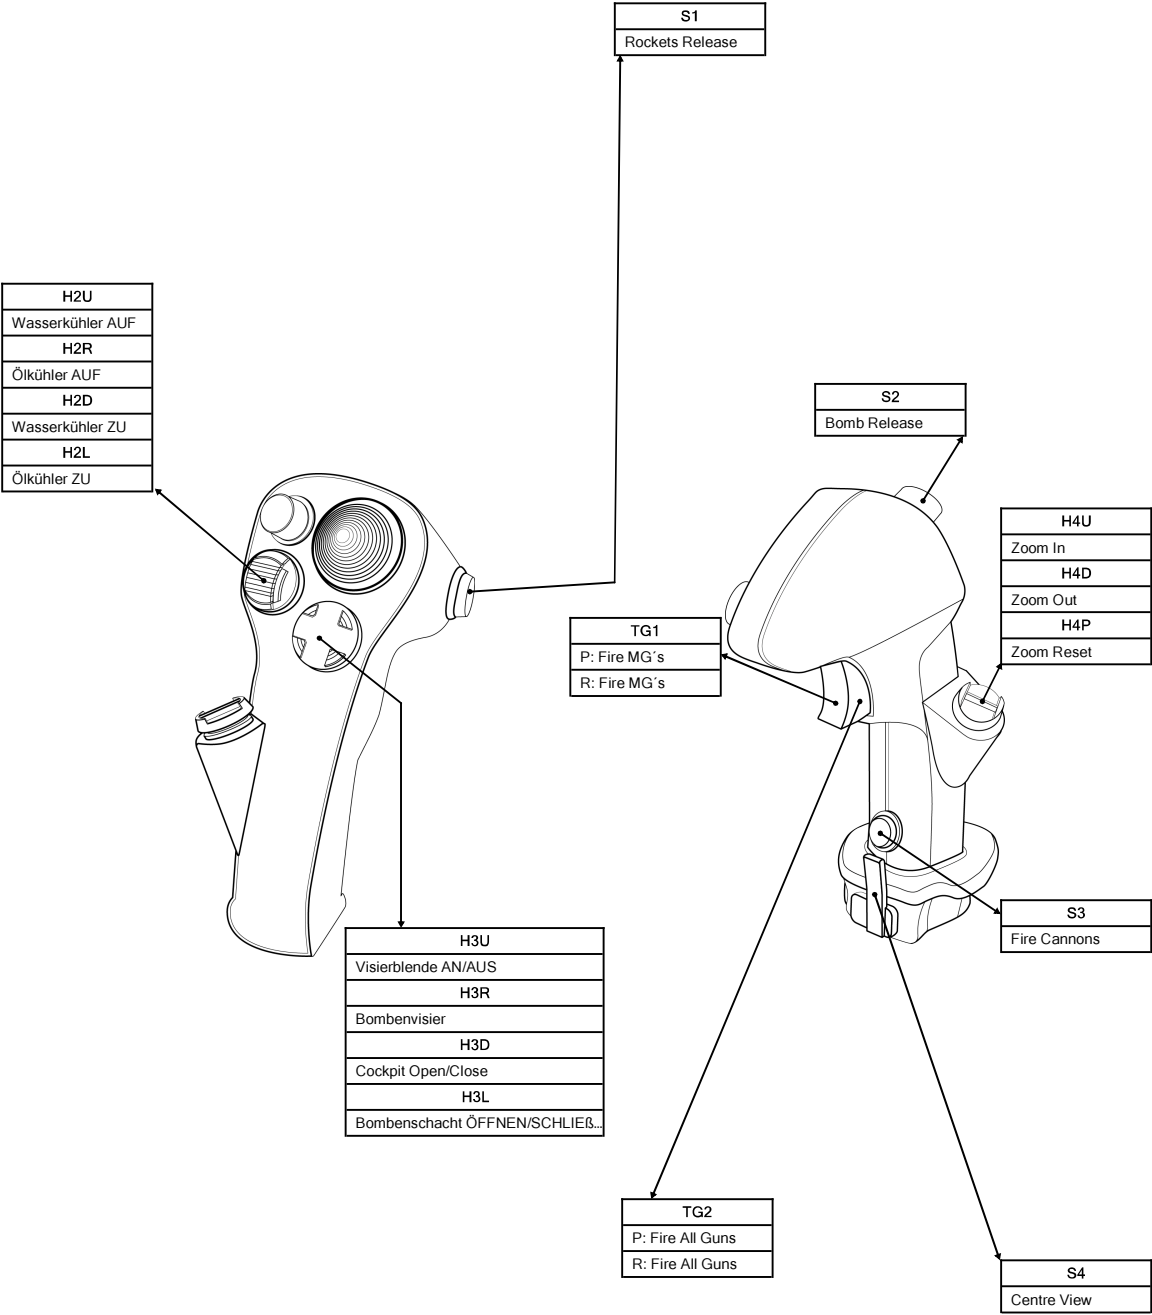 S1
Rockets Release
H2U
Wasserkühler AUF
H2R
Ölkühler AUF
H2D
Wasserkühler ZU
H2L
Ölkühler ZU
S2
Bomb Release
H4U
Zoom In
H4D
Zoom Out
H4P
Zoom Reset
TG1
P: Fire MG´s
R: Fire MG´s
S3
Fire Cannons
H3U
Visierblende AN/AUS
H3R
Bombenvisier
H3D
Cockpit Open/Close
H3L
Bombenschacht ÖFFNEN/SCHLIEß...
TG2
P: Fire All Guns
R: Fire All Guns
S4
Centre View